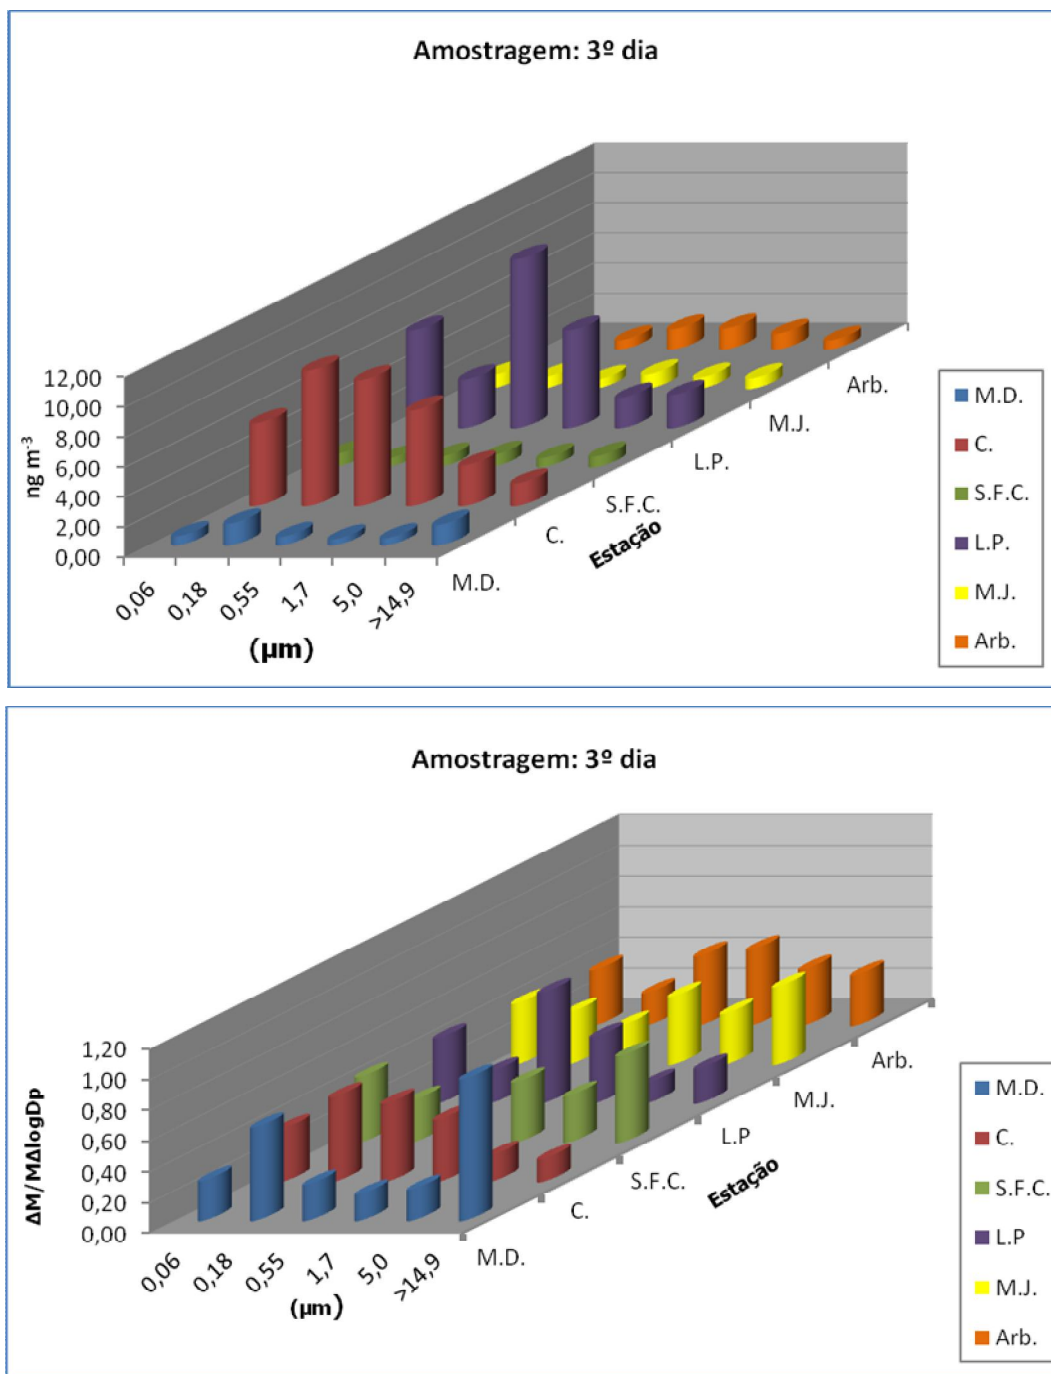 Amostragem: 3º dia
12,00
10,00
8,00
6,00
4,00
2,00
0,00
ng m⁻³
0,06
0,18
0,55
1,7
5,0
>14,9
(µm)
M.D.
C.
S.F.C.
L.P.
M.J.
Arb.
Estação
M.D.
C.
S.F.C.
L.P.
M.J.
Arb.
Amostragem: 3º dia
1,20
1,00
0,80
0,60
0,40
0,20
0,00
ΔM/MΔlogDp
0,06
0,18
0,55
1,7
5,0
>14,9
(µm)
M.D.
C.
S.F.C.
L.P
M.J.
Arb.
Estação
M.D.
C.
S.F.C.
L.P
M.J.
Arb.